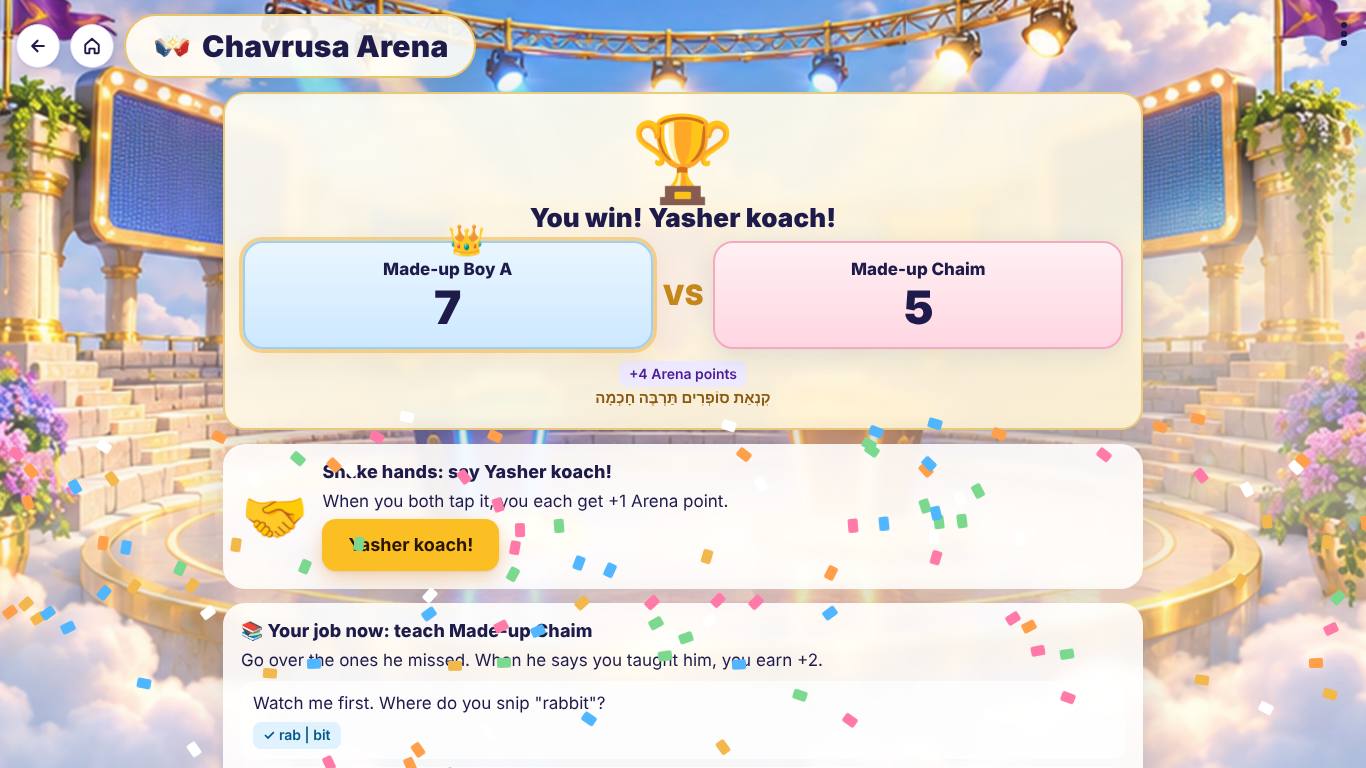 Chavrusa Arena
You win! Yasher koach!
Made-up Boy A
7
VS
Made-up Chaim
5
+4 Arena points
קִנְאַת סוֹפְרִים תַּרְבֶּה חָכְמָה
Shake hands: say Yasher koach!
When you both tap it, you each get +1 Arena point.
Yasher koach!
Your job now: teach Made-up Chaim
Go over the ones he missed. When he says you taught him, you earn +2.
Watch me first. Where do you snip "rabbit"?
✓ rab | bit